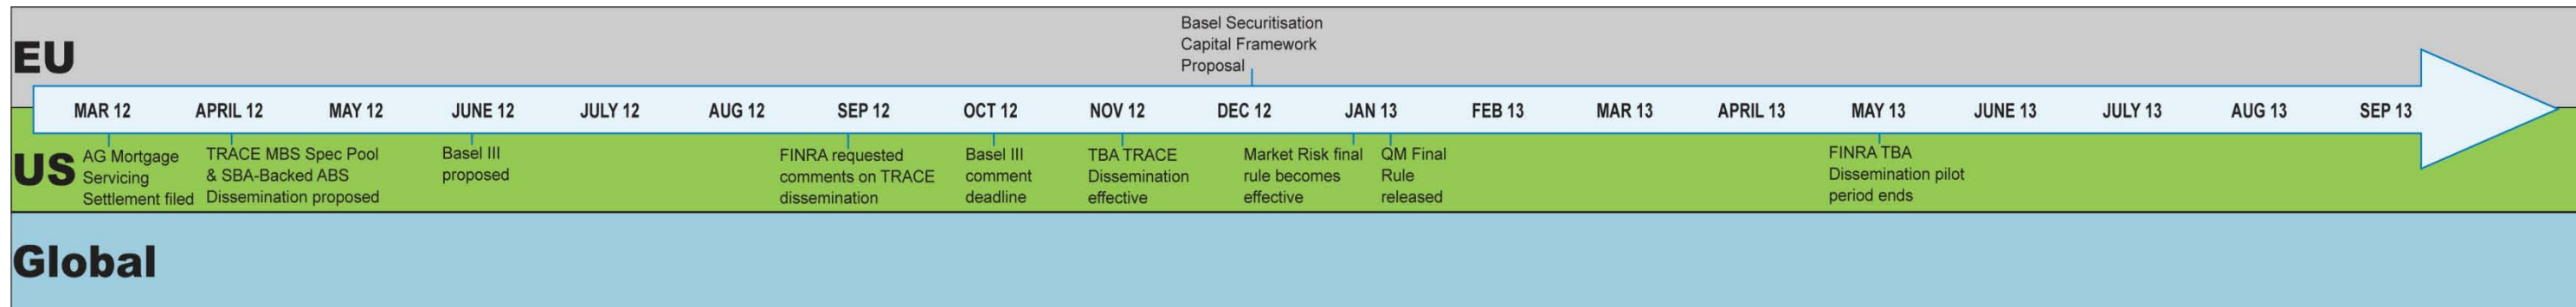 Basel Securitisation
Capital Framework
Proposal
EU
MAR 12 APRIL 12 MAY 12 JUNE 12 JULY 12 AUG 12 SEP 12 OCT 12 NOV 12 DEC 12 JAN 13 FEB 13 MAR 13 APRIL 13 MAY 13 JUNE 13 JULY 13 AUG 13 SEP 13
US
AG Mortgage
Servicing
Settlement filed
TRACE MBS Spec Pool
& SBA-Backed ABS
Dissemination proposed
Basel III
proposed
FINRA requested
comments on TRACE
dissemination
Basel III
comment
deadline
TBA TRACE
Dissemination
effective
Market Risk final
rule becomes
effective
QM Final
Rule
released
FINRA TBA
Dissemination pilot
period ends
Global